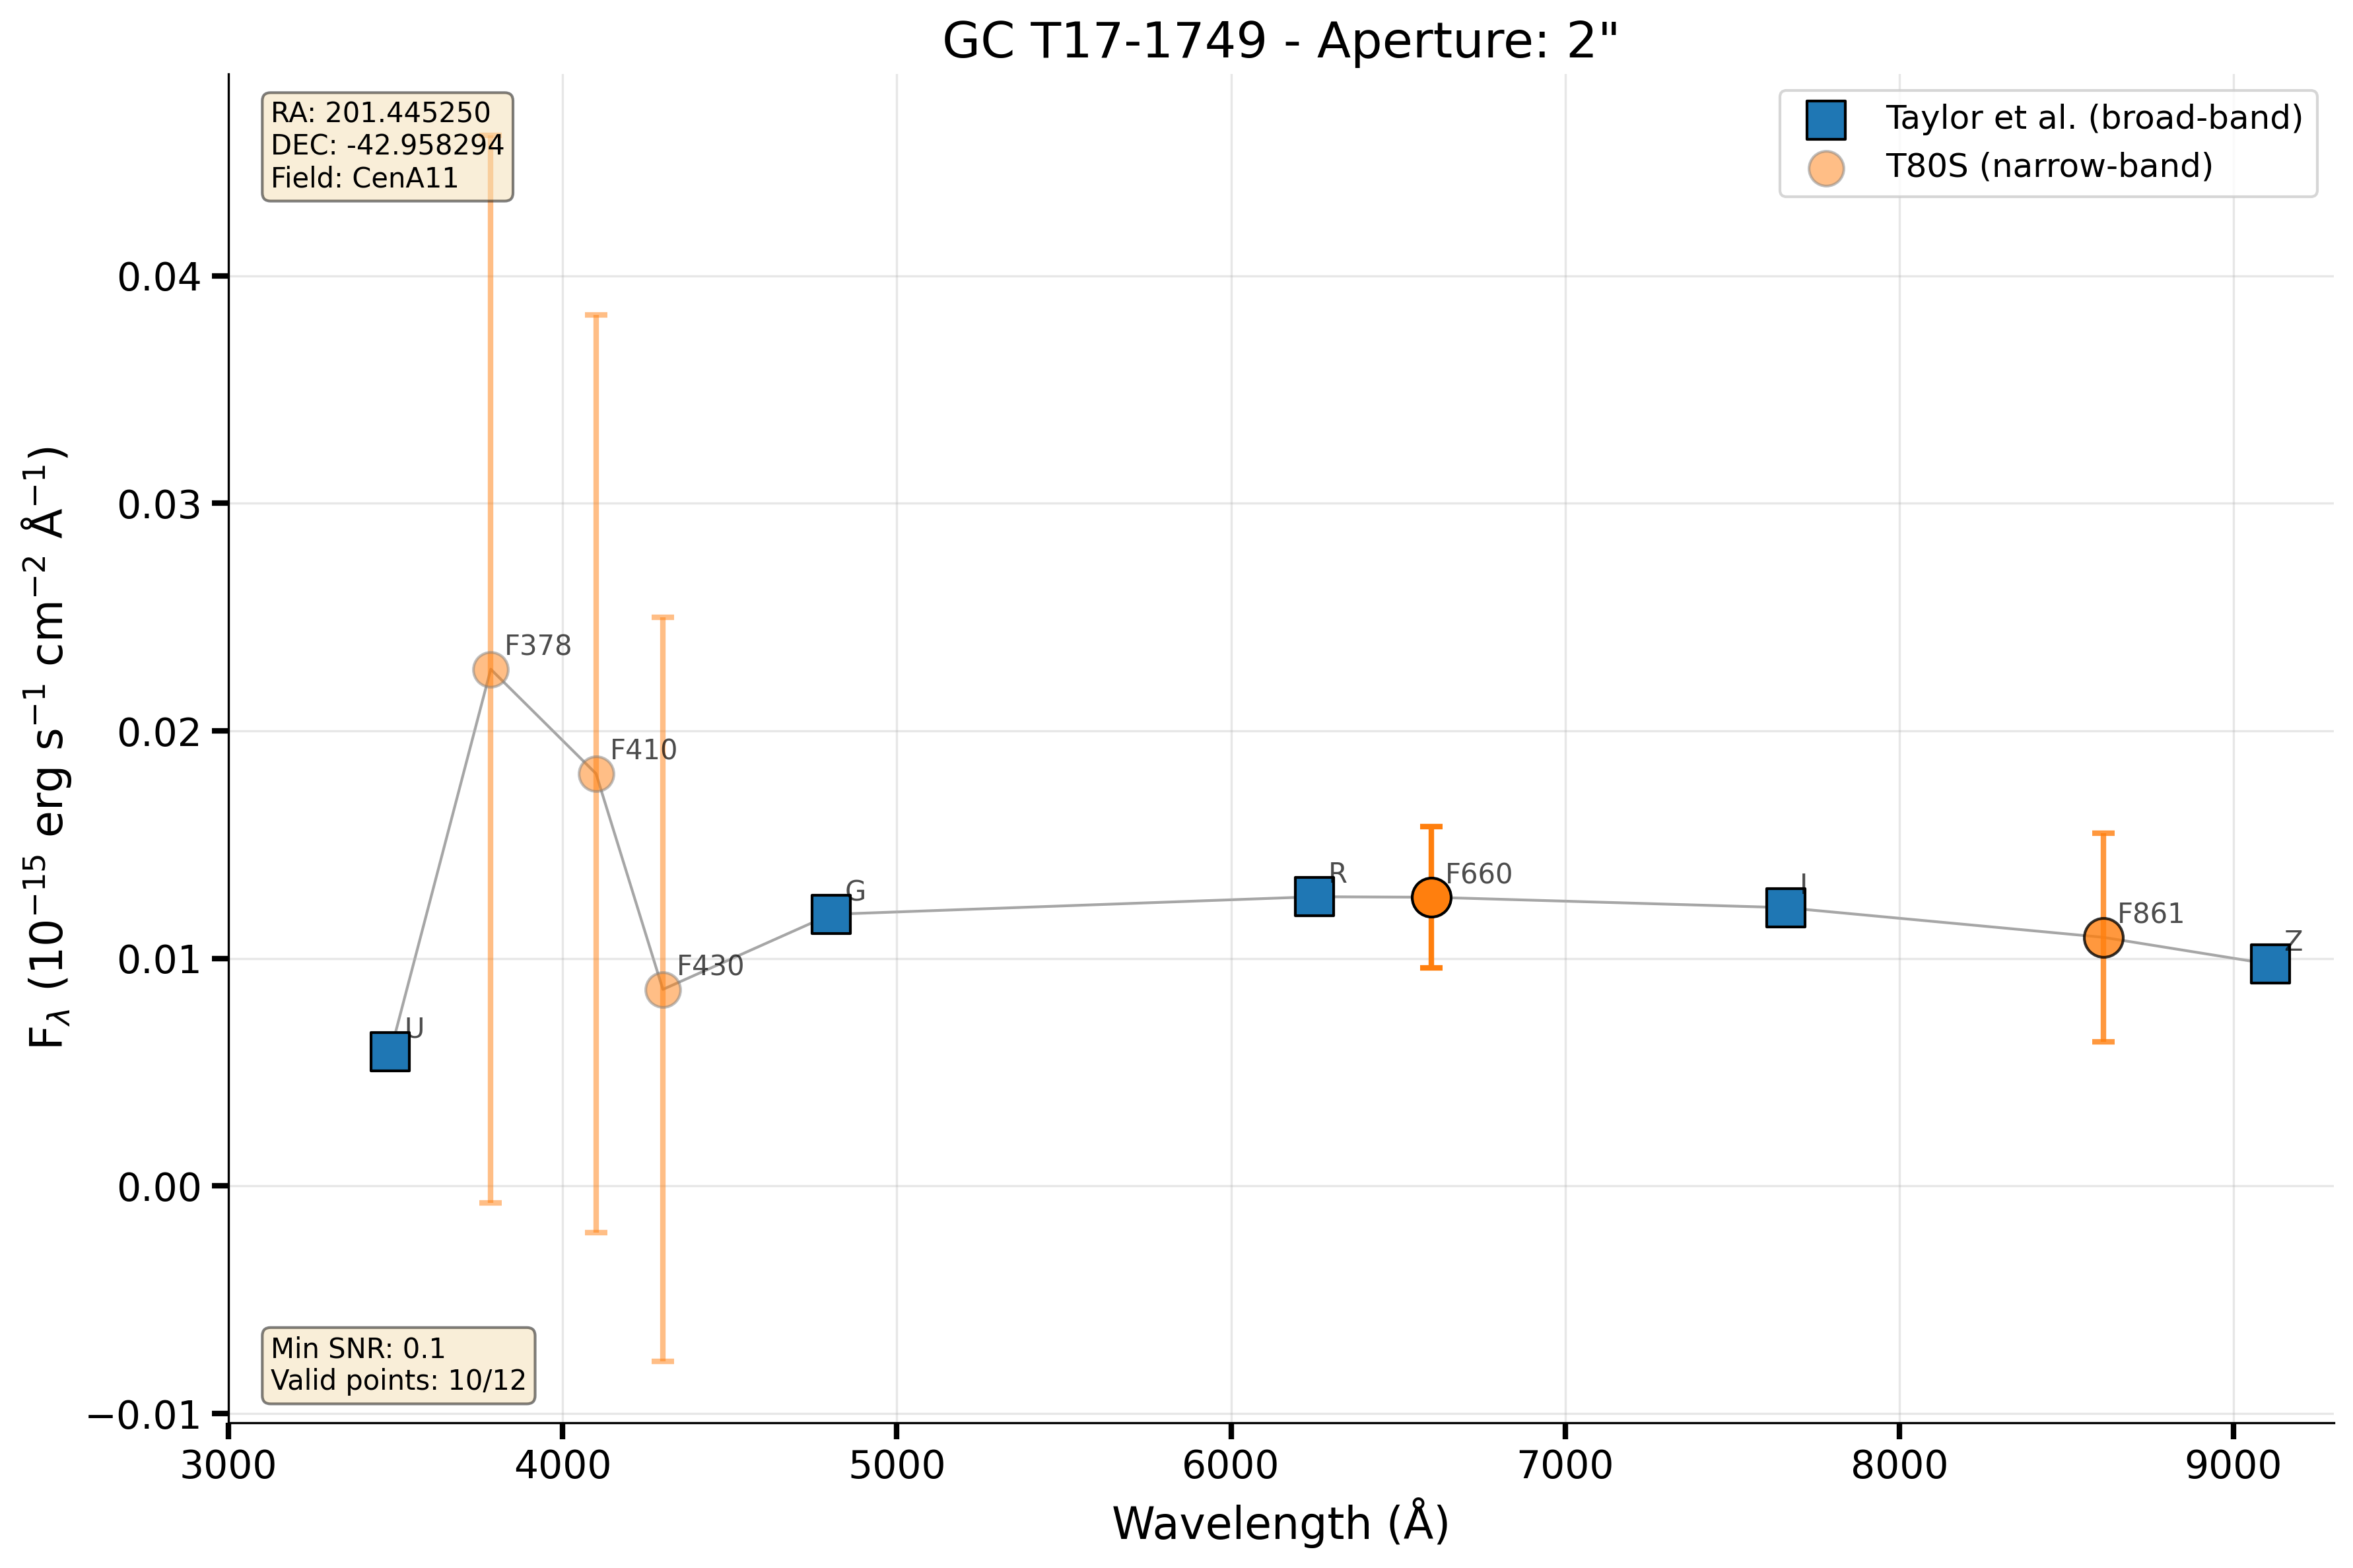 GC T17-1749 - Aperture: 2"
RA: 201.445250
DEC: -42.958294
Field: CenA11
Taylor et al. (broad-band)
T80S (narrow-band)
F_λ (10⁻¹⁵ erg s⁻¹ cm⁻² Å⁻¹)
0.04
0.03
0.02
0.01
0.00
−0.01
U
F378
F410
F430
G
R
F660
I
F861
Z
Min SNR: 0.1
Valid points: 10/12
3000 4000 5000 6000 7000 8000 9000
Wavelength (Å)